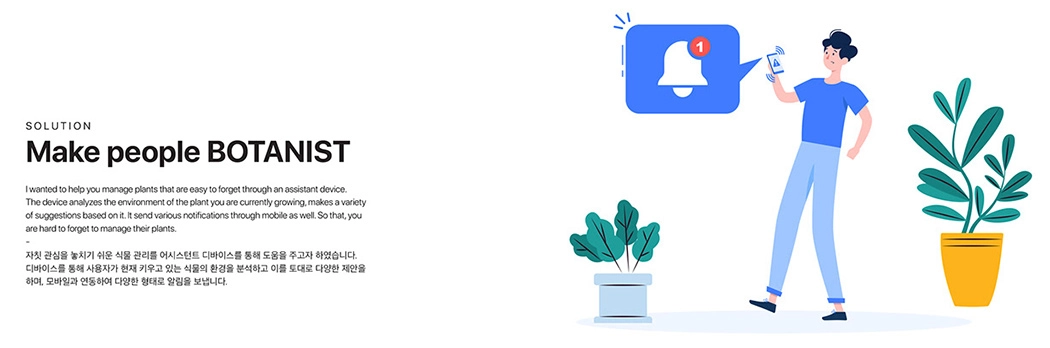 SOLUTION
Make people BOTANIST
I wanted to help you manage plants that are easy to forget through an assistant device.
The device analyzes the environment of the plant you are currently growing, makes a variety
of suggestions based on it. It send various notifications through mobile as well. So that, you
are hard to forget to manage their plants.
-
자칫 관심을 놓치기 쉬운 식물 관리를 어시스턴트 디바이스를 통해 도움을 주고자 하였습니다.
디바이스를 통해 사용자가 현재 키우고 있는 식물의 환경을 분석하고 이를 토대로 다양한 제안을
하며, 모바일과 연동하여 다양한 형태로 알림을 보냅니다.
1